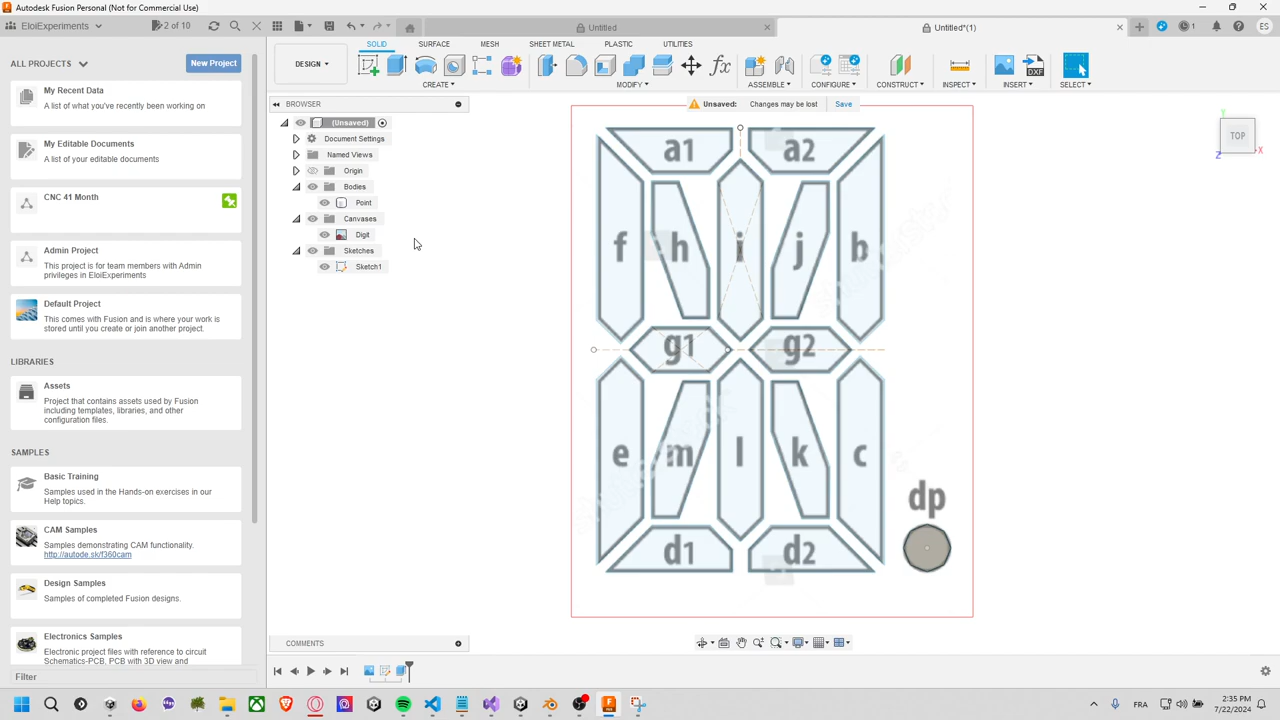 Autodesk Fusion Personal (Not for Commercial Use)
EloiExperiments
2 of 10
Untitled
Untitled*(1)
1
ES
ALL PROJECTS
New Project
My Recent Data
A list of what you've recently been working on
My Editable Documents
A list of your editable documents
CNC 41 Month
Admin Project
This project is for team members with Admin
privileges in EloiExperiments
Default Project
This comes with Fusion and is where your work is
stored until you create or join another project.
LIBRARIES
Assets
Project that contains assets used by Fusion
including templates, libraries, and other
configuration files.
SAMPLES
Basic Training
Samples used in the Hands-on exercises in our
Help topics.
CAM Samples
Samples demonstrating CAM functionality.
http://autode.sk/f360cam
Design Samples
Samples of completed Fusion designs.
Electronics Samples
Each folder contains reference to circuit
Schematics-PCB, PCB with 3D view and
Filter
DESIGN
SOLID
SURFACE
MESH
SHEET METAL
PLASTIC
UTILITIES
fx
DXF
CREATE
MODIFY
ASSEMBLE
CONFIGURE
CONSTRUCT
INSPECT
INSERT
SELECT
BROWSER
(Unsaved)
Document Settings
Named Views
Origin
Bodies
Point
Canvases
Digit
Sketches
Sketch1
Unsaved:
Changes may be lost
Save
TOP
Y
X
Z
a1
a2
f
h
i
j
b
g1
g2
e
m
l
k
c
d1
d2
dp
COMMENTS
FRA
2:35 PM
7/22/2024